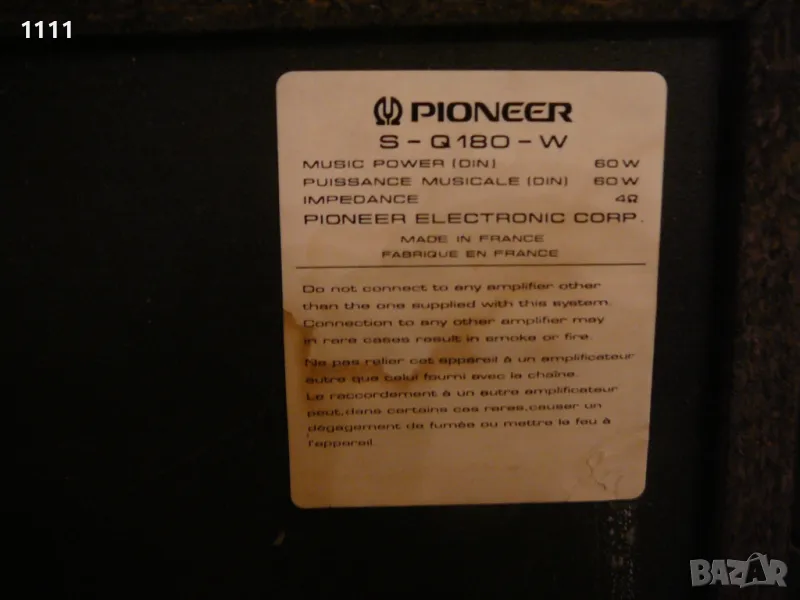 1111
PIONEER
S-Q180-W
MUSIC POWER (DIN) 60W
PUISSANCE MUSICALE (DIN) 60W
IMPEDANCE 4Ω
PIONEER ELECTRONIC CORP.
MADE IN FRANCE
FABRIQUE EN FRANCE
Do not connect to any amplifier other
than the one supplied with this system.
Connection to any other amplifier may
in rare cases result in smoke or fire.
Ne pas relier cet appareil à un amplificateur
autre que celui fourni avec la chaîne.
Le raccordement à un autre amplificateur
peut,dans certains cas rares,causer un
dégagement de fumée ou mettre le feu à
l'appareil.
BAZAR